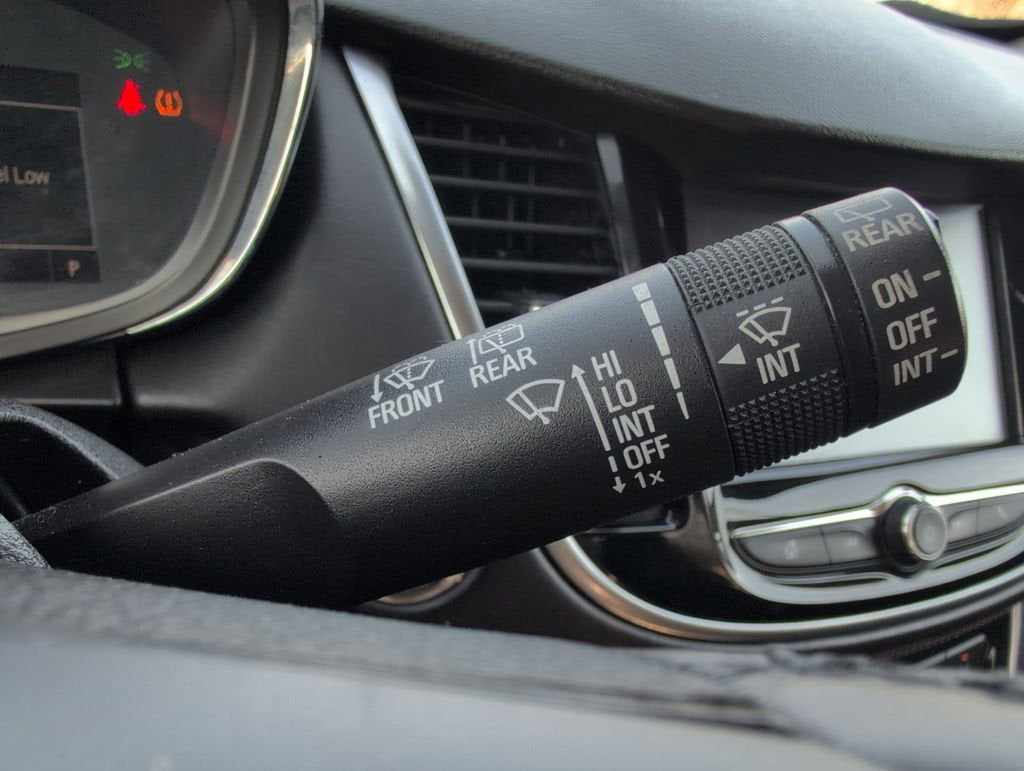 el Low
P
FRONT
REAR
HI
LO
INT
OFF
1x
INT
REAR
ON
OFF
INT